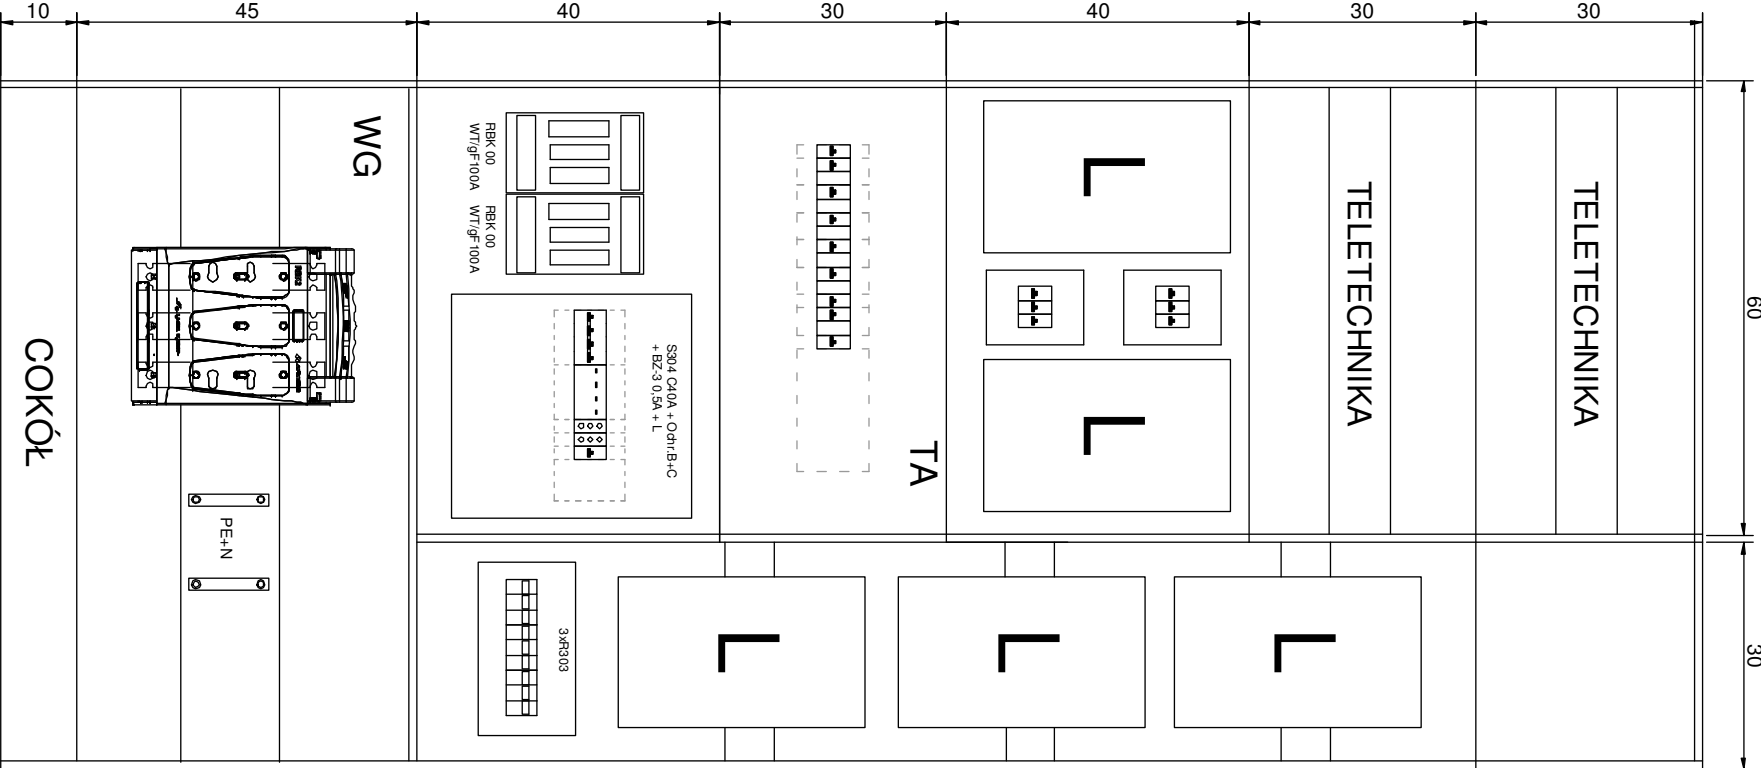 10
45
40
30
40
30
30
WG
RBK 00
WT/gF100A
RBK 00
WT/gF100A
TELETECHNIKA
TELETECHNIKA
60
COKÓŁ
S304 C40A + Ochr.B+C
+ BZ-3 0,5A + L
TA
L
L
PE+N
3xR303
L
L
L
30